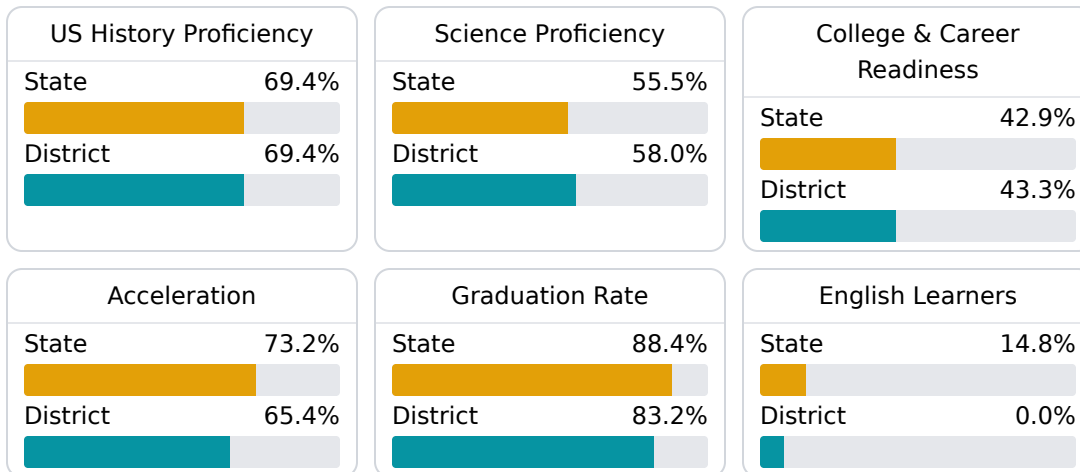 US History Proficiency
State 69.4%
District 69.4%
Science Proficiency
State 55.5%
District 58.0%
College & Career
Readiness
State 42.9%
District 43.3%
Acceleration
State 73.2%
District 65.4%
Graduation Rate
State 88.4%
District 83.2%
English Learners
State 14.8%
District 0.0%